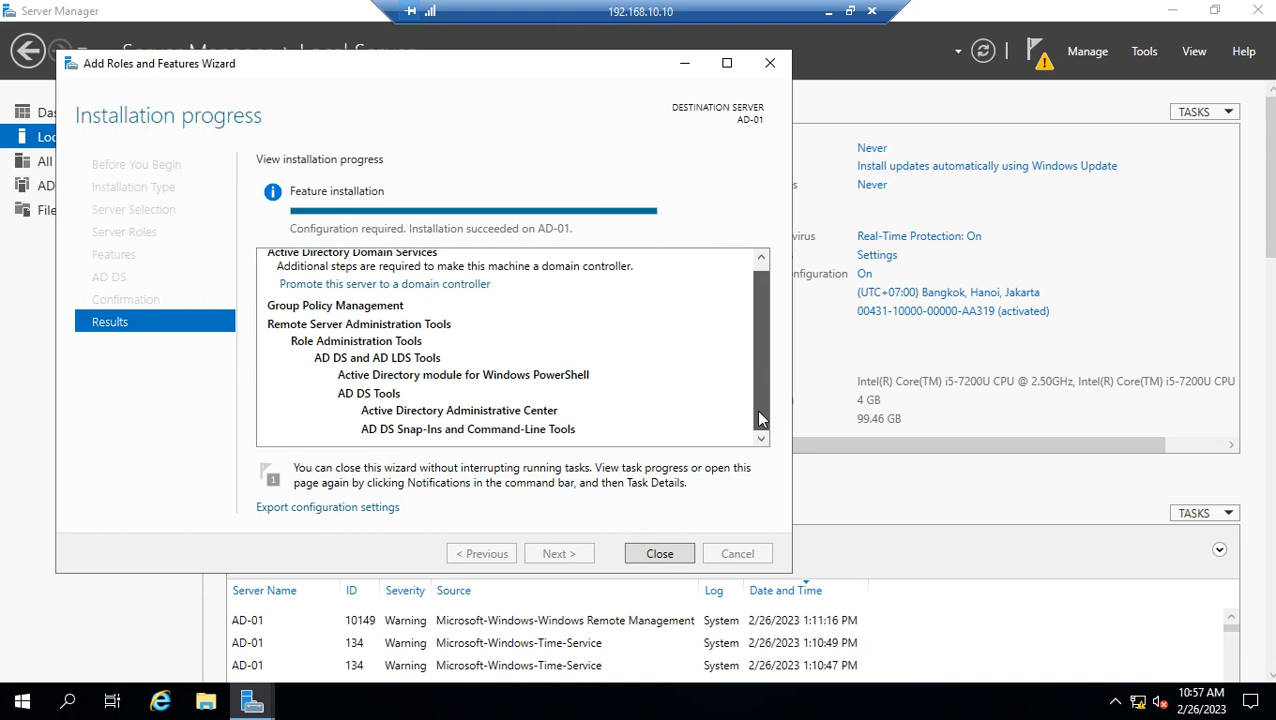 Server Manager
192.168.10.10
Manage
Tools
View
Help
Add Roles and Features Wizard
Installation progress
DESTINATION SERVER
AD-01
TASKS
Before You Begin
Installation Type
Server Selection
Server Roles
Features
AD DS
Confirmation
Results
View installation progress
Feature installation
Configuration required. Installation succeeded on AD-01.
Active Directory Domain Services
Additional steps are required to make this machine a domain controller.
Promote this server to a domain controller
Group Policy Management
Remote Server Administration Tools
Role Administration Tools
AD DS and AD LDS Tools
Active Directory module for Windows PowerShell
AD DS Tools
Active Directory Administrative Center
AD DS Snap-Ins and Command-Line Tools
1
You can close this wizard without interrupting running tasks. View task progress or open this
page again by clicking Notifications in the command bar, and then Task Details.
Export configuration settings
< Previous
Next >
Close
Cancel
Never
Install updates automatically using Windows Update
Never
Real-Time Protection: On
Settings
On
(UTC+07:00) Bangkok, Hanoi, Jakarta
00431-10000-00000-AA319 (activated)
Intel(R) Core(TM) i5-7200U CPU @ 2.50GHz, Intel(R) Core(TM) i5-7200U CPU
4 GB
99.46 GB
TASKS
Server Name ID Severity Source Log Date and Time
AD-01 10149 Warning Microsoft-Windows-Windows Remote Management System 2/26/2023 1:11:16 PM
AD-01 134 Warning Microsoft-Windows-Time-Service System 2/26/2023 1:10:49 PM
AD-01 134 Warning Microsoft-Windows-Time-Service System 2/26/2023 1:10:47 PM
10:57 AM
2/26/2023